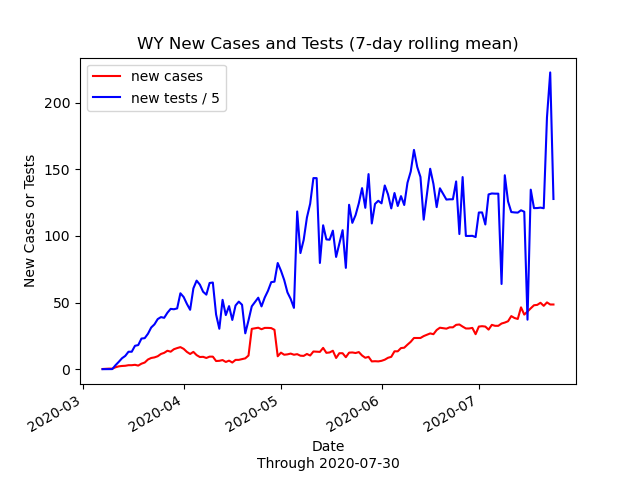 WY New Cases and Tests (7-day rolling mean)
new cases
new tests / 5
New Cases or Tests
200
150
100
50
0
2020-03
2020-04
2020-05
2020-06
2020-07
Date
Through 2020-07-30